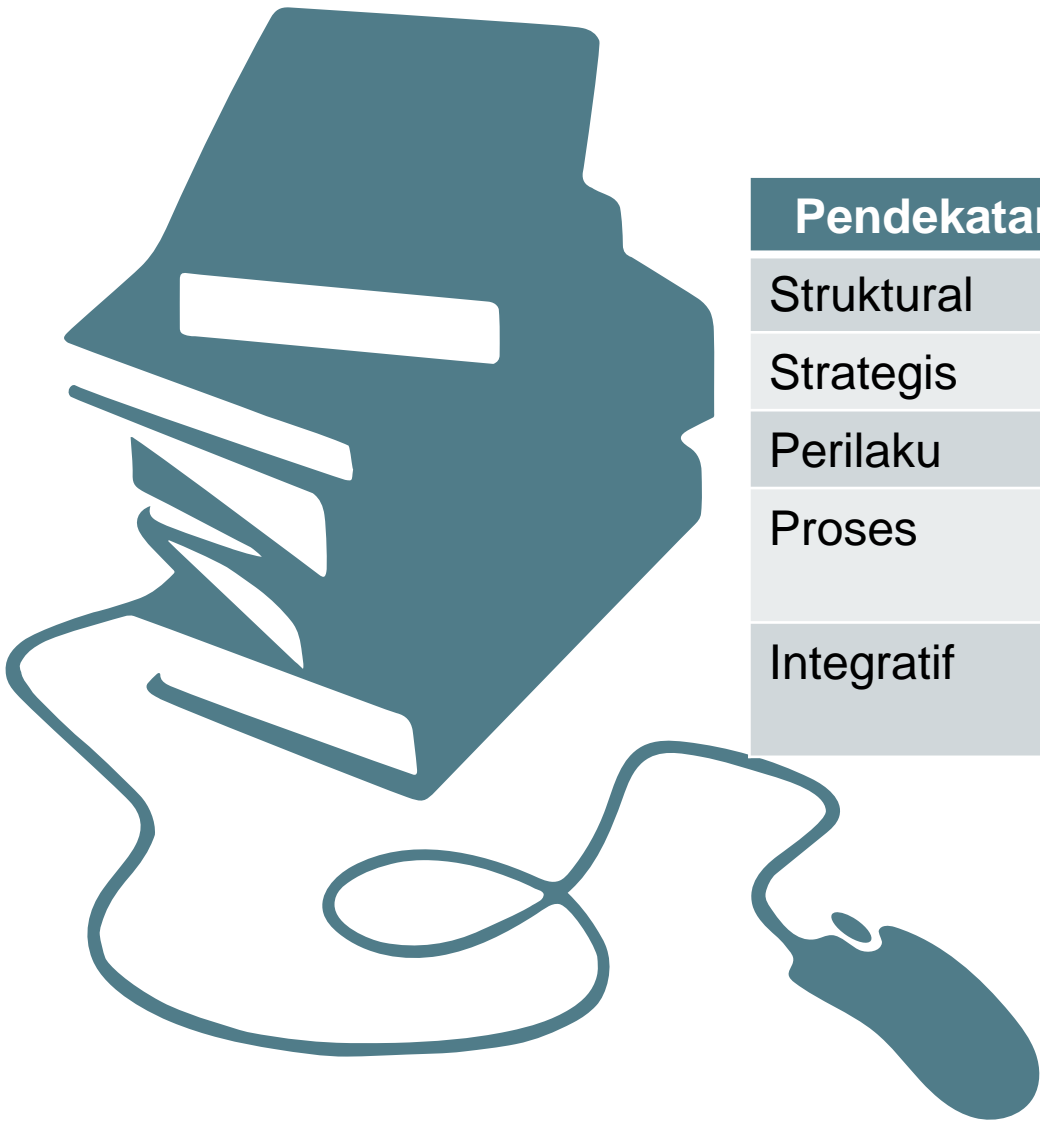 Pendekatan
Struktural
Strategis
Perilaku
Proses
Integratif